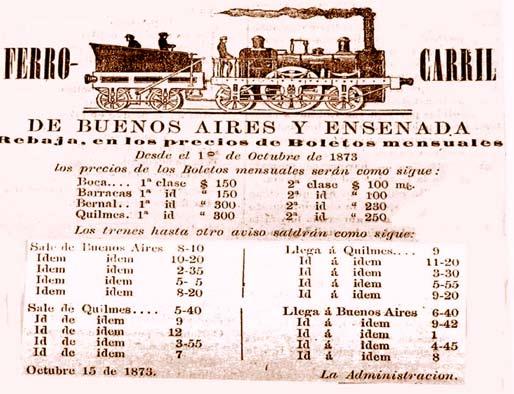 FERRO-CARRIL
DE BUENOS AIRES Y ENSENADA
Rebaja, en los precios de Boletos mensuales
Desde el 1º de Octubre de 1873
los precios de los Boletos mensuales serán como sigue:
Boca.... 1ª clase $ 150 2ª clase $ 100 m/c.
Barracas 1ª id " 150 2ª id " 100
Bernal.. 1ª id " 300 2ª id " 230
Quilmes. 1ª id " 300 2ª id " 250
Los trenes hasta otro aviso saldrán como sigue:
Sale de Buenos Aires 8-40 Llega á Quilmes.... 9
Idem idem 10-20 Id á idem 11-20
Idem idem 2-35 Id á idem 3-30
Idem idem 5- 5 Id á idem 5-55
Idem idem 8-20 Id á idem 9-20
Sale de Quilmes.... 5-40 Llega á Buenos Aires 6-40
Id de idem 9 Id á idem 9-42
Id de idem 12 Id á idem 1
Id de idem 3-55 Id á idem 4-45
Id de idem 7 Id á idem 8
Octubre 15 de 1873. La Administracion.